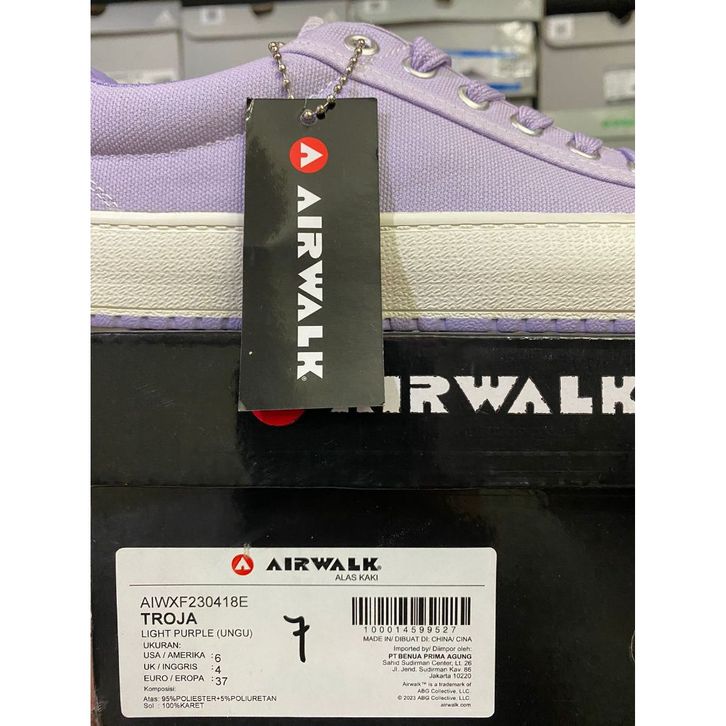 AIRWALK®
AIRWALK
AIRWALK®
ALAS KAKI
AIWXF230418E
TROJA
LIGHT PURPLE (UNGU)
UKURAN:
USA / AMERIKA : 6
UK / INGGRIS : 4
EURO / EROPA : 37
Komposisi:
Atas: 95%POLIESTER+5%POLIURETAN
Sol : 100%KARET
7
100014599527
MADE IN/ DIBUAT DI: CHINA/ CINA
Imported by/ Diimpor oleh:
PT BENUA PRIMA AGUNG
Sahid Sudirman Center, Lt. 26
JL. Jend. Sudirman Kav. 86
Jakarta 10220
Airwalk™ is a trademark of
ABG Collective, LLC.
© 2023 ABG Collective, LLC.
airwalk.com